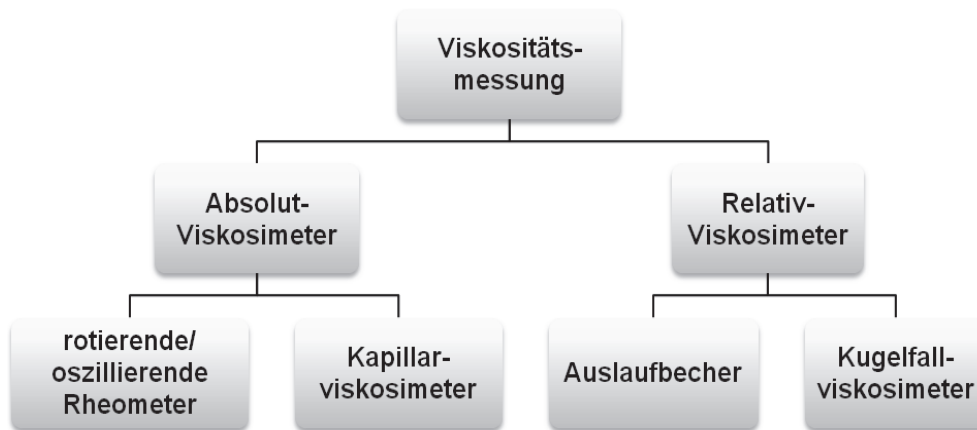 Viskositäts-
messung
Absolut-
Viskosimeter
Relativ-
Viskosimeter
rotierende/
oszillierende
Rheometer
Kapillar-
viskosimeter
Auslaufbecher
Kugelfall-
viskosimeter